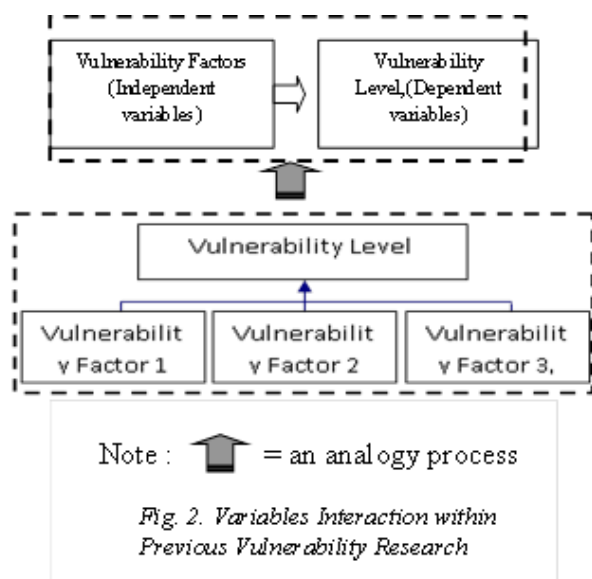 Vulnerability Factors
(Independent
variables)
Vulnerability
Level,(Dependent
variables)
Vulnerability Level
Vulnerabilit
y Factor 1
Vulnerabilit
y Factor 2
Vulnerabilit
y Factor 3,
Note : = an analogy process
Fig. 2. Variables Interaction within
Previous Vulnerability Research